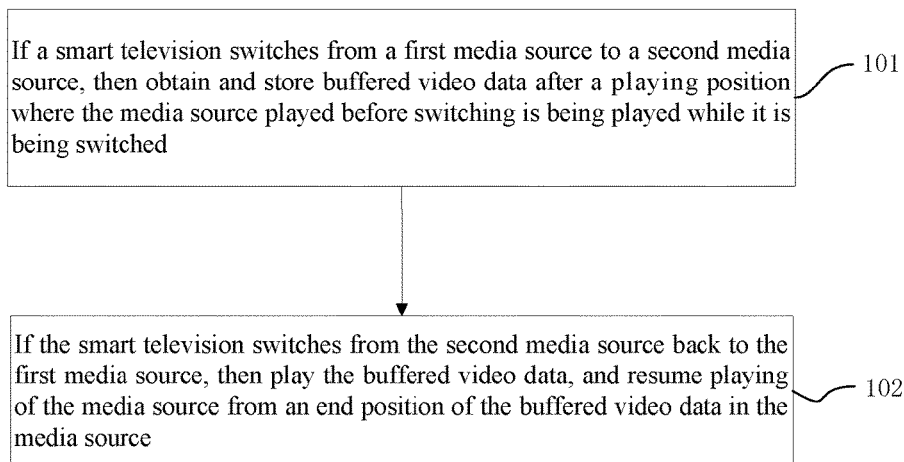 If a smart television switches from a first media source to a second media
source, then obtain and store buffered video data after a playing position
where the media source played before switching is being played while it is
being switched
101
If the smart television switches from the second media source back to the
first media source, then play the buffered video data, and resume playing
of the media source from an end position of the buffered video data in the
media source
102